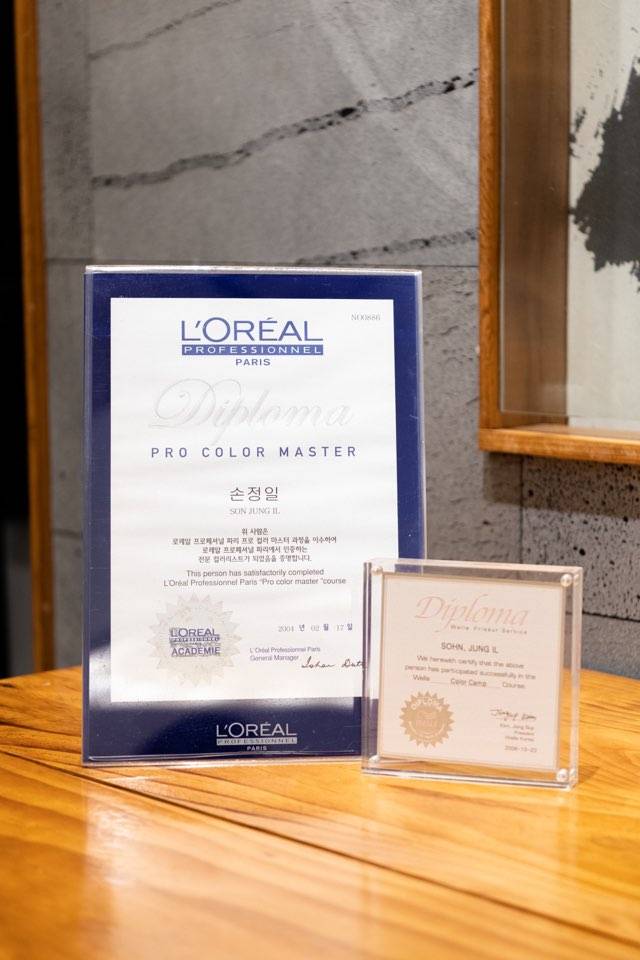 N00886
L'ORÉAL
PROFESSIONNEL
PARIS
Diploma
PRO COLOR MASTER
손정일
SON JUNG IL
위 사람은
로레알 프로페셔널 파리 프로 컬러 마스터 과정을 이수하여
로레알 프로페셔널 파리에서 인증하는
전문 컬러리스트가 되었음을 증명합니다.
This person has satisfactorily completed
L'Oréal Professionnel Paris "Pro color master" course
L'ORÉAL
PROFESSIONNEL
ACADEMIE
2004 년 02 월 17 일
L'Oréal Professionnel Paris
General Manager
L'ORÉAL
PROFESSIONNEL
PARIS
Diploma
Wella Friseur Service
SOHN, JUNG IL
We herewith certify that the above
person has participated successfully in the
Wella Color Camp Course.
President
Wella Korea